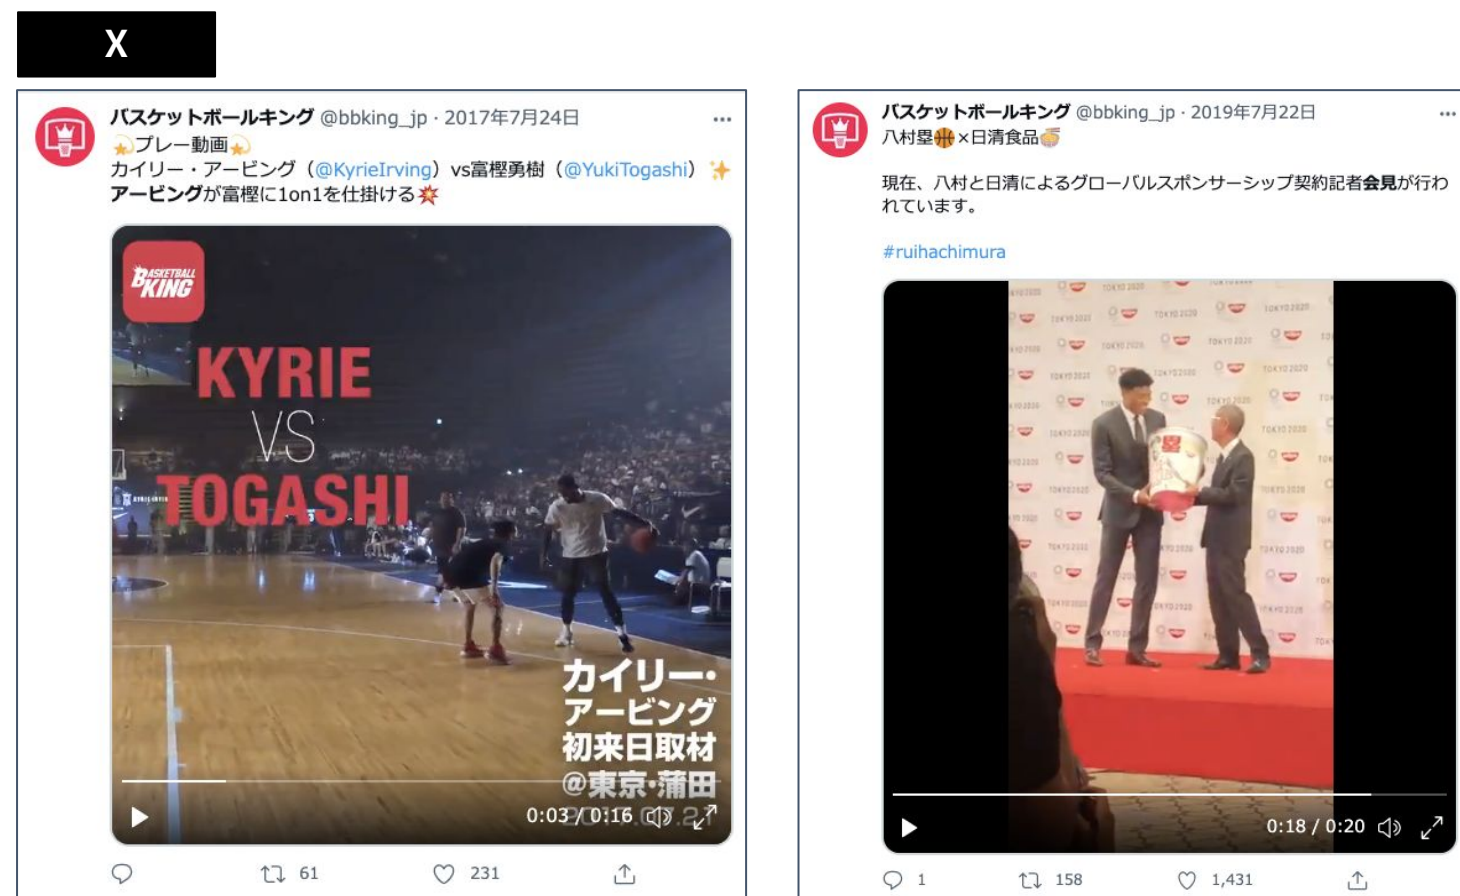 X
バスケットボールキング @bbking_jp · 2017年7月24日
プレー動画
カイリー・アービング（@KyrieIrving）vs富樫勇樹（@YukiTogashi）
アービングが富樫に1on1を仕掛ける
BASKETBALL
KING
KYRIE
VS
TOGASHI
カイリー・
アービング
初来日取材
@東京・蒲田
0:03 / 0:16
61
231
バスケットボールキング @bbking_jp · 2019年7月22日
八村塁×日清食品
現在、八村と日清によるグローバルスポンサーシップ契約記者会見が行わ
れています。
#ruihachimura
TOKYO 2020
0:18 / 0:20
1
158
1,431